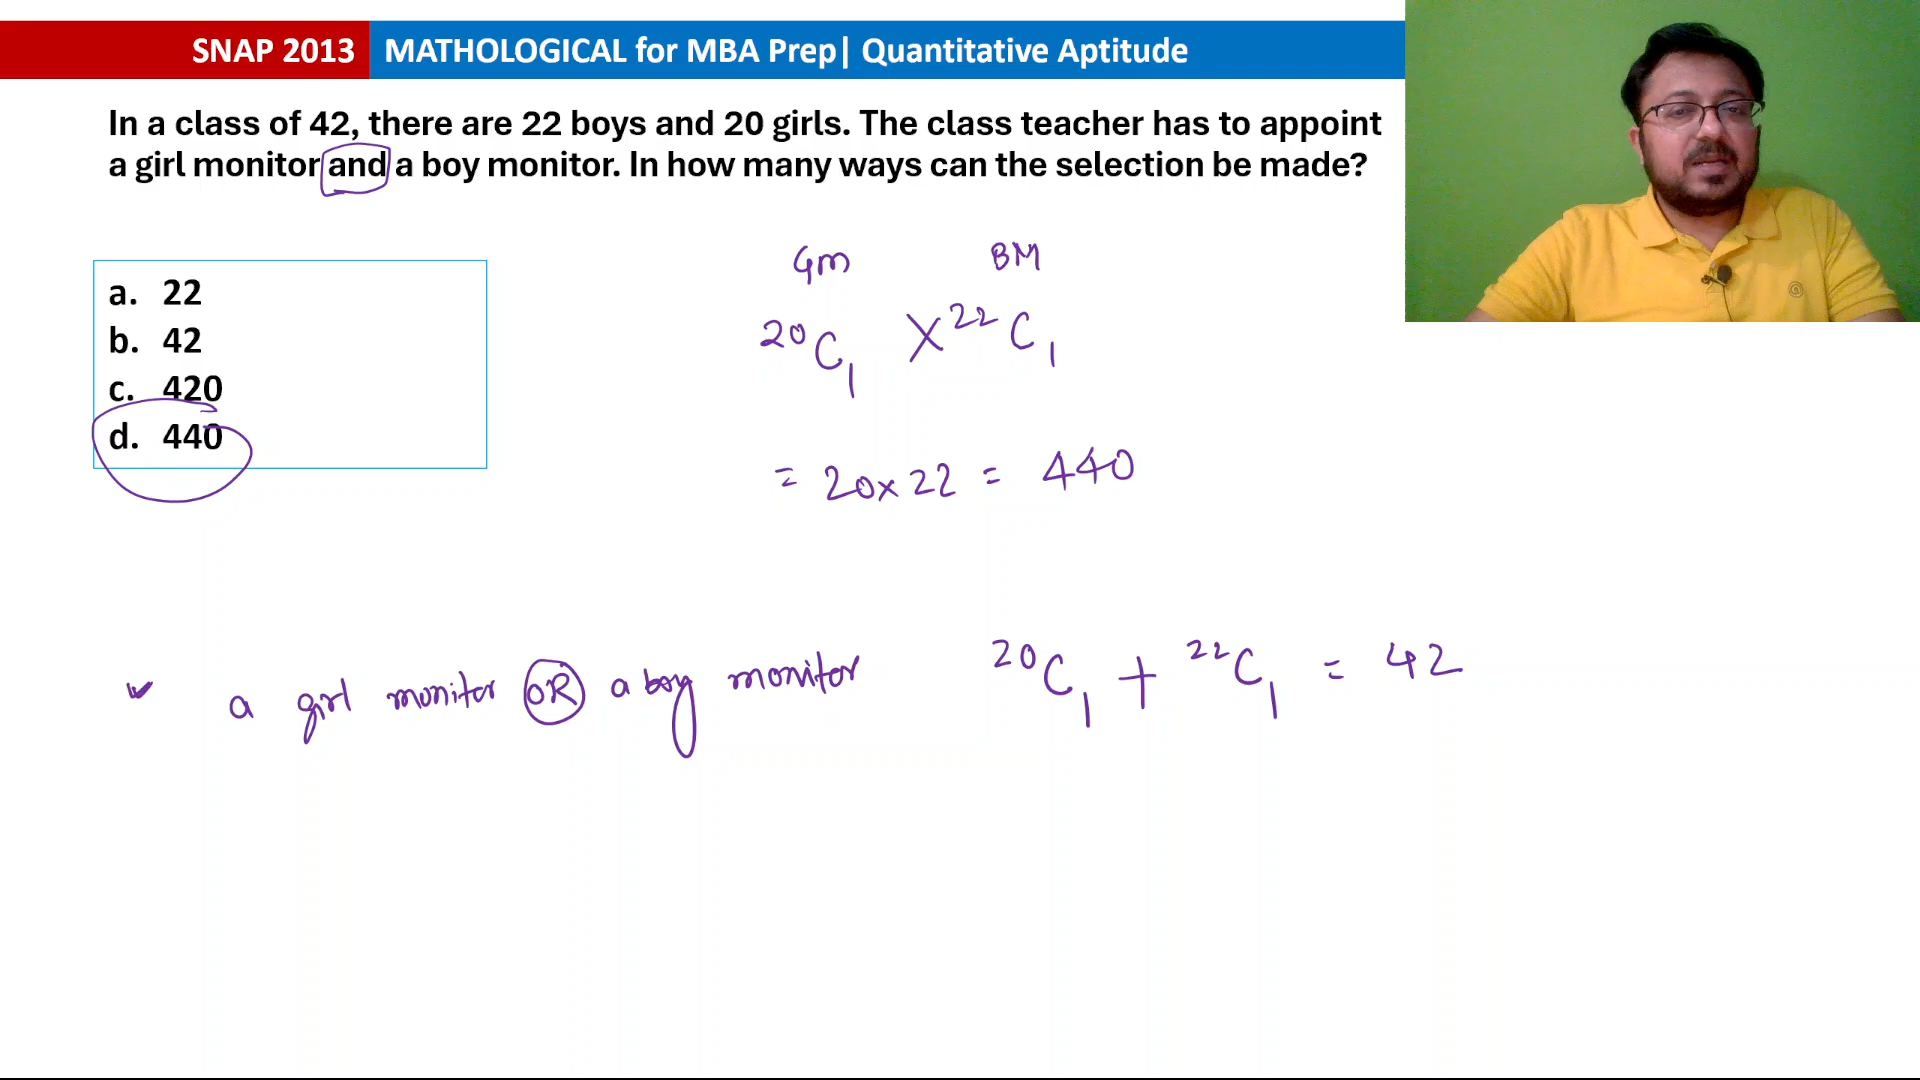 SNAP 2013 MATHOLOGICAL for MBA Prep| Quantitative Aptitude
In a class of 42, there are 22 boys and 20 girls. The class teacher has to appoint
a girl monitor and a boy monitor. In how many ways can the selection be made?
a. 22
b. 42
c. 420
d. 440
GM BM
²⁰C₁ X ²²C₁
= 20x22 = 440
a girl monitor OR a boy monitor ²⁰C₁ + ²²C₁ = 42